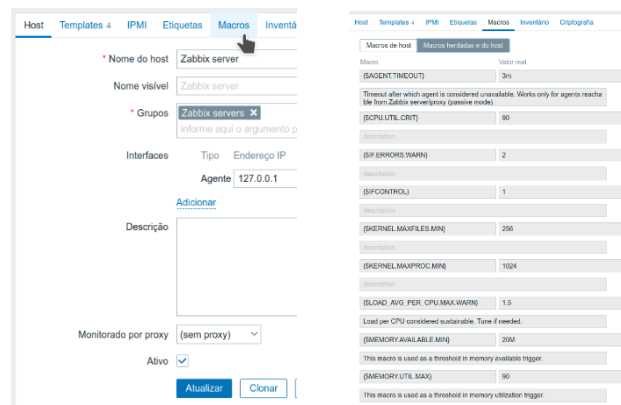 Host Templates 4 IPMI Etiquetas Macros Inventá
* Nome do host Zabbix server
Nome visível Zabbix server
* Grupos Zabbix servers ×
informe aqui o argumento p
Interfaces Tipo Endereço IP
Agente 127.0.0.1
Adicionar
Descrição
Monitorado por proxy (sem proxy)
Ativo
Atualizar Clonar
Host Templates 4 IPMI Etiquetas Macros Inventário Criptografia
Macros de host Macros herdadas e do host
Macro Valor real
{$AGENT.TIMEOUT} 3m
Timeout after which agent is considered unavailable. Works only for agents reacha
ble from Zabbix server/proxy (passive mode).
{$CPU.UTIL.CRIT} 90
description
{$IF.ERRORS.WARN} 2
description
{$IFCONTROL} 1
description
{$KERNEL.MAXFILES.MIN} 256
description
{$KERNEL.MAXPROC.MIN} 1024
description
{$LOAD_AVG_PER_CPU.MAX.WARN} 1.5
Load per CPU considered sustainable. Tune if needed.
{$MEMORY.AVAILABLE.MIN} 20M
This macro is used as a threshold in memory available trigger.
{$MEMORY.UTIL.MAX} 90
This macro is used as a threshold in memory utilization trigger.